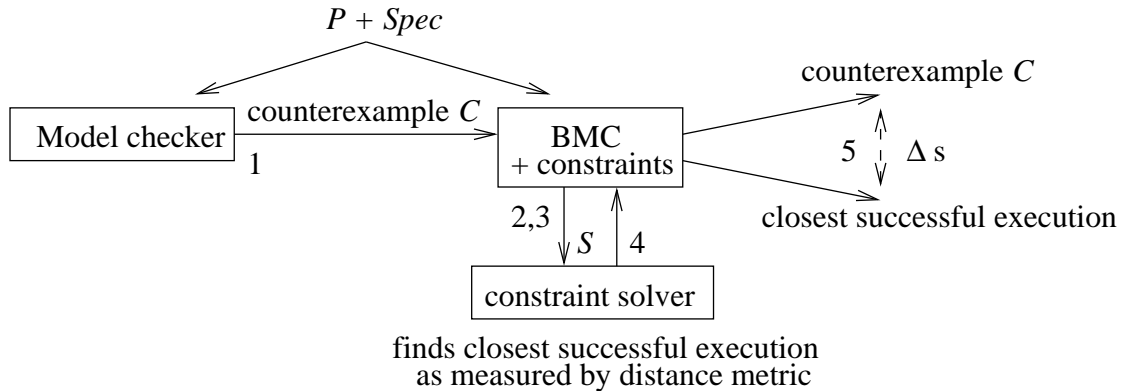 P + Spec
counterexample C
Model checker
counterexample C
1
BMC
+ constraints
5
Δ s
closest successful execution
2,3
S
4
constraint solver
finds closest successful execution
as measured by distance metric